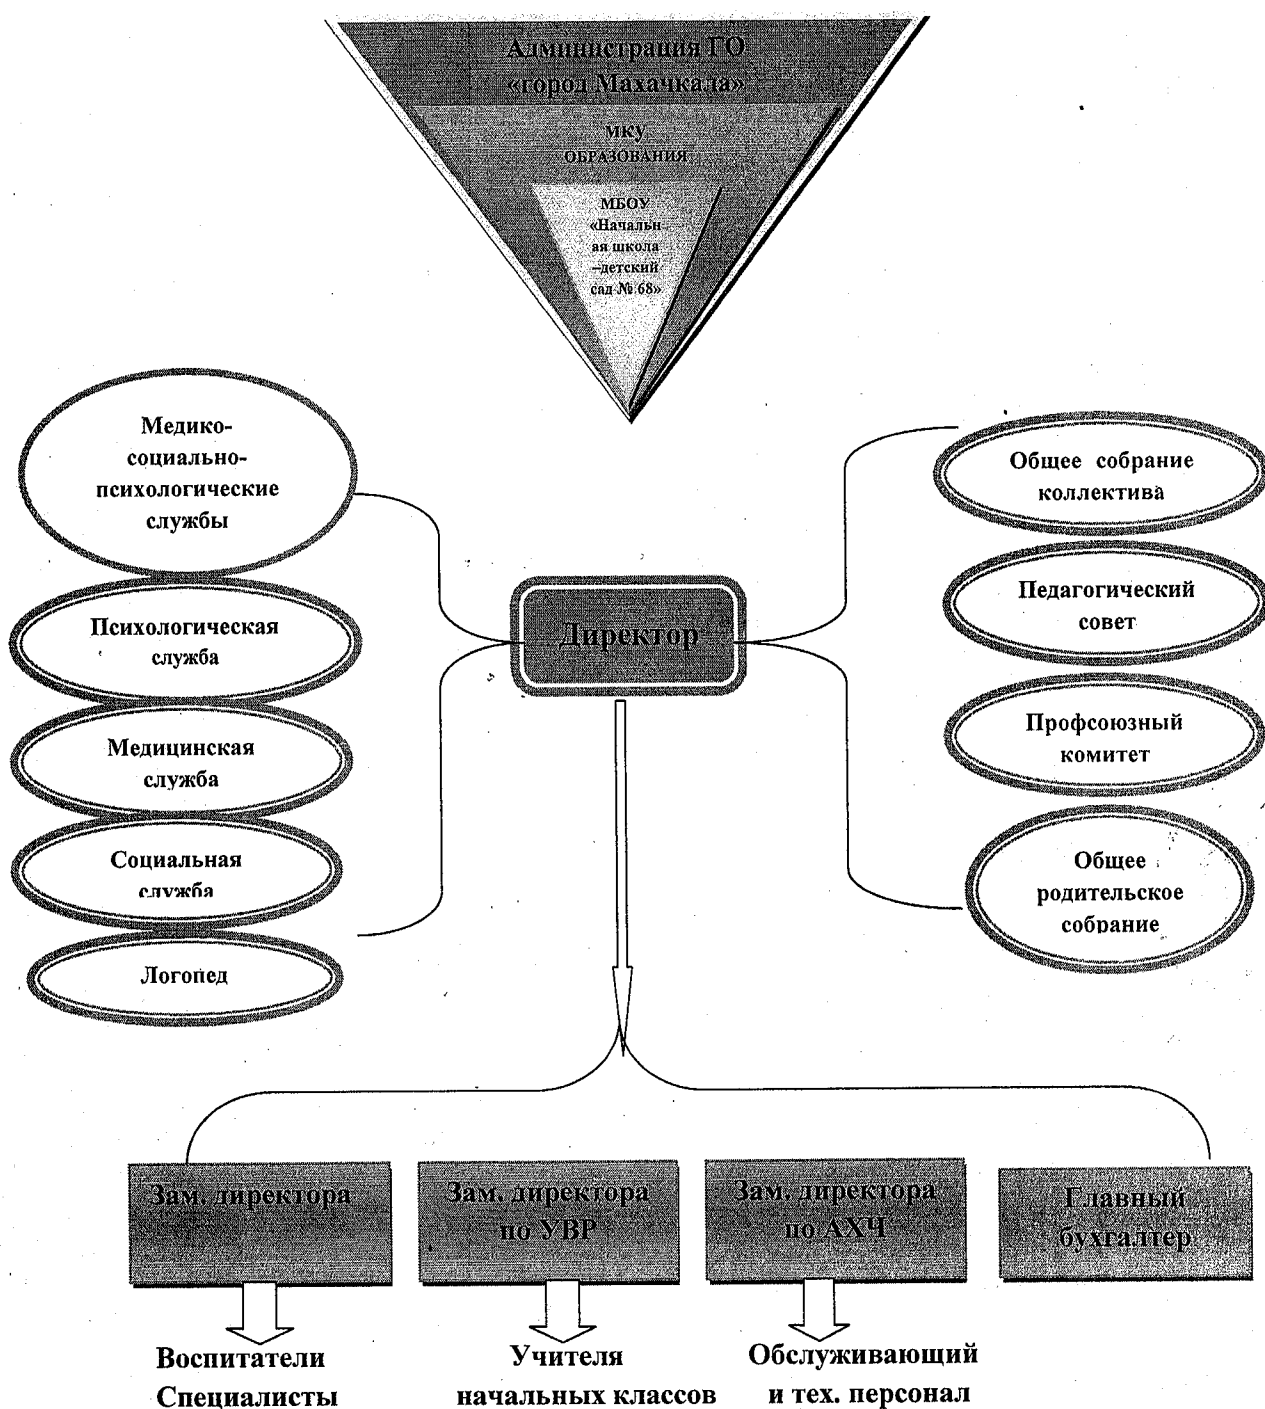 Администрация ГО
«город Махачкала»
МКУ
ОБРАЗОВАНИЯ
МБОУ
«Начальн
ая школа
–детский
сад № 68»
Медико-
социально-
психологические
службы
Психологическая
служба
Медицинская
служба
Социальная
служба
Логопед
Директор
Общее собрание
коллектива
Педагогический
совет
Профсоюзный
комитет
Общее
родительское
собрание
Зам. директора
Зам. директора
по УВР
Зам. директора
по АХЧ
Главный
бухгалтер
Воспитатели
Специалисты
Учителя
начальных классов
Обслуживающий
и тех. персонал